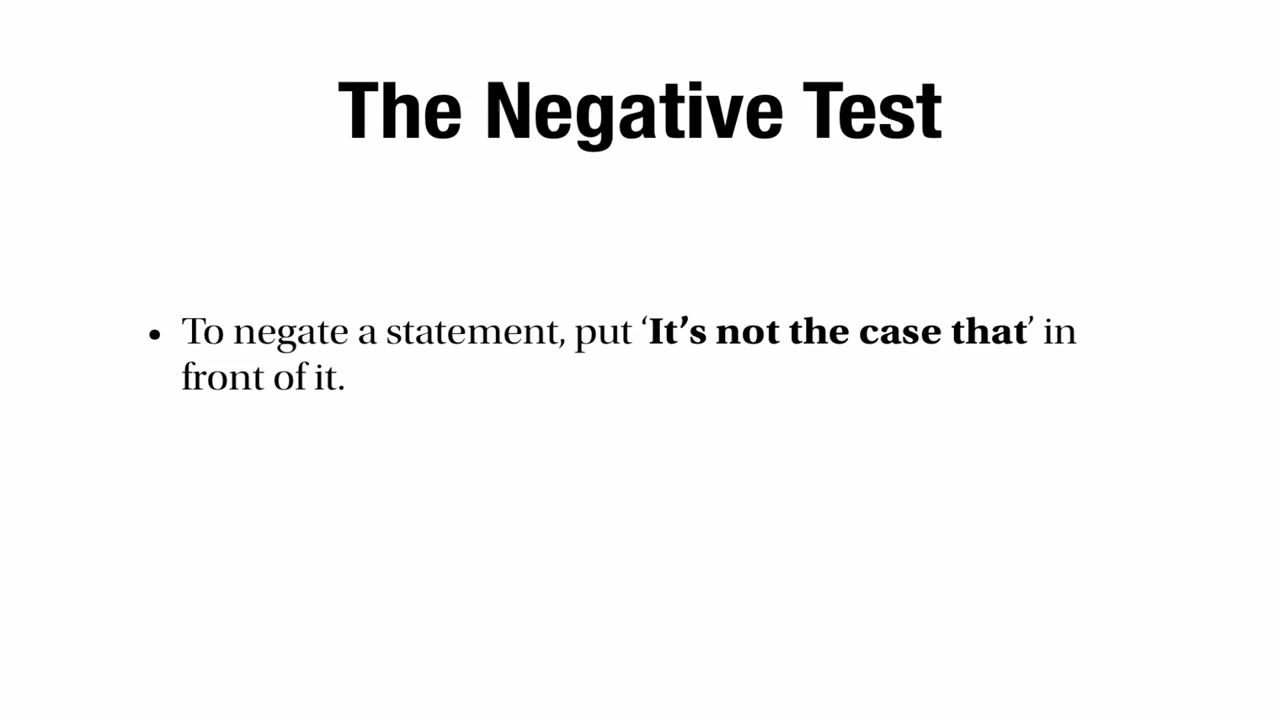 The Negative Test
• To negate a statement, put ‘It’s not the case that’ in
front of it.